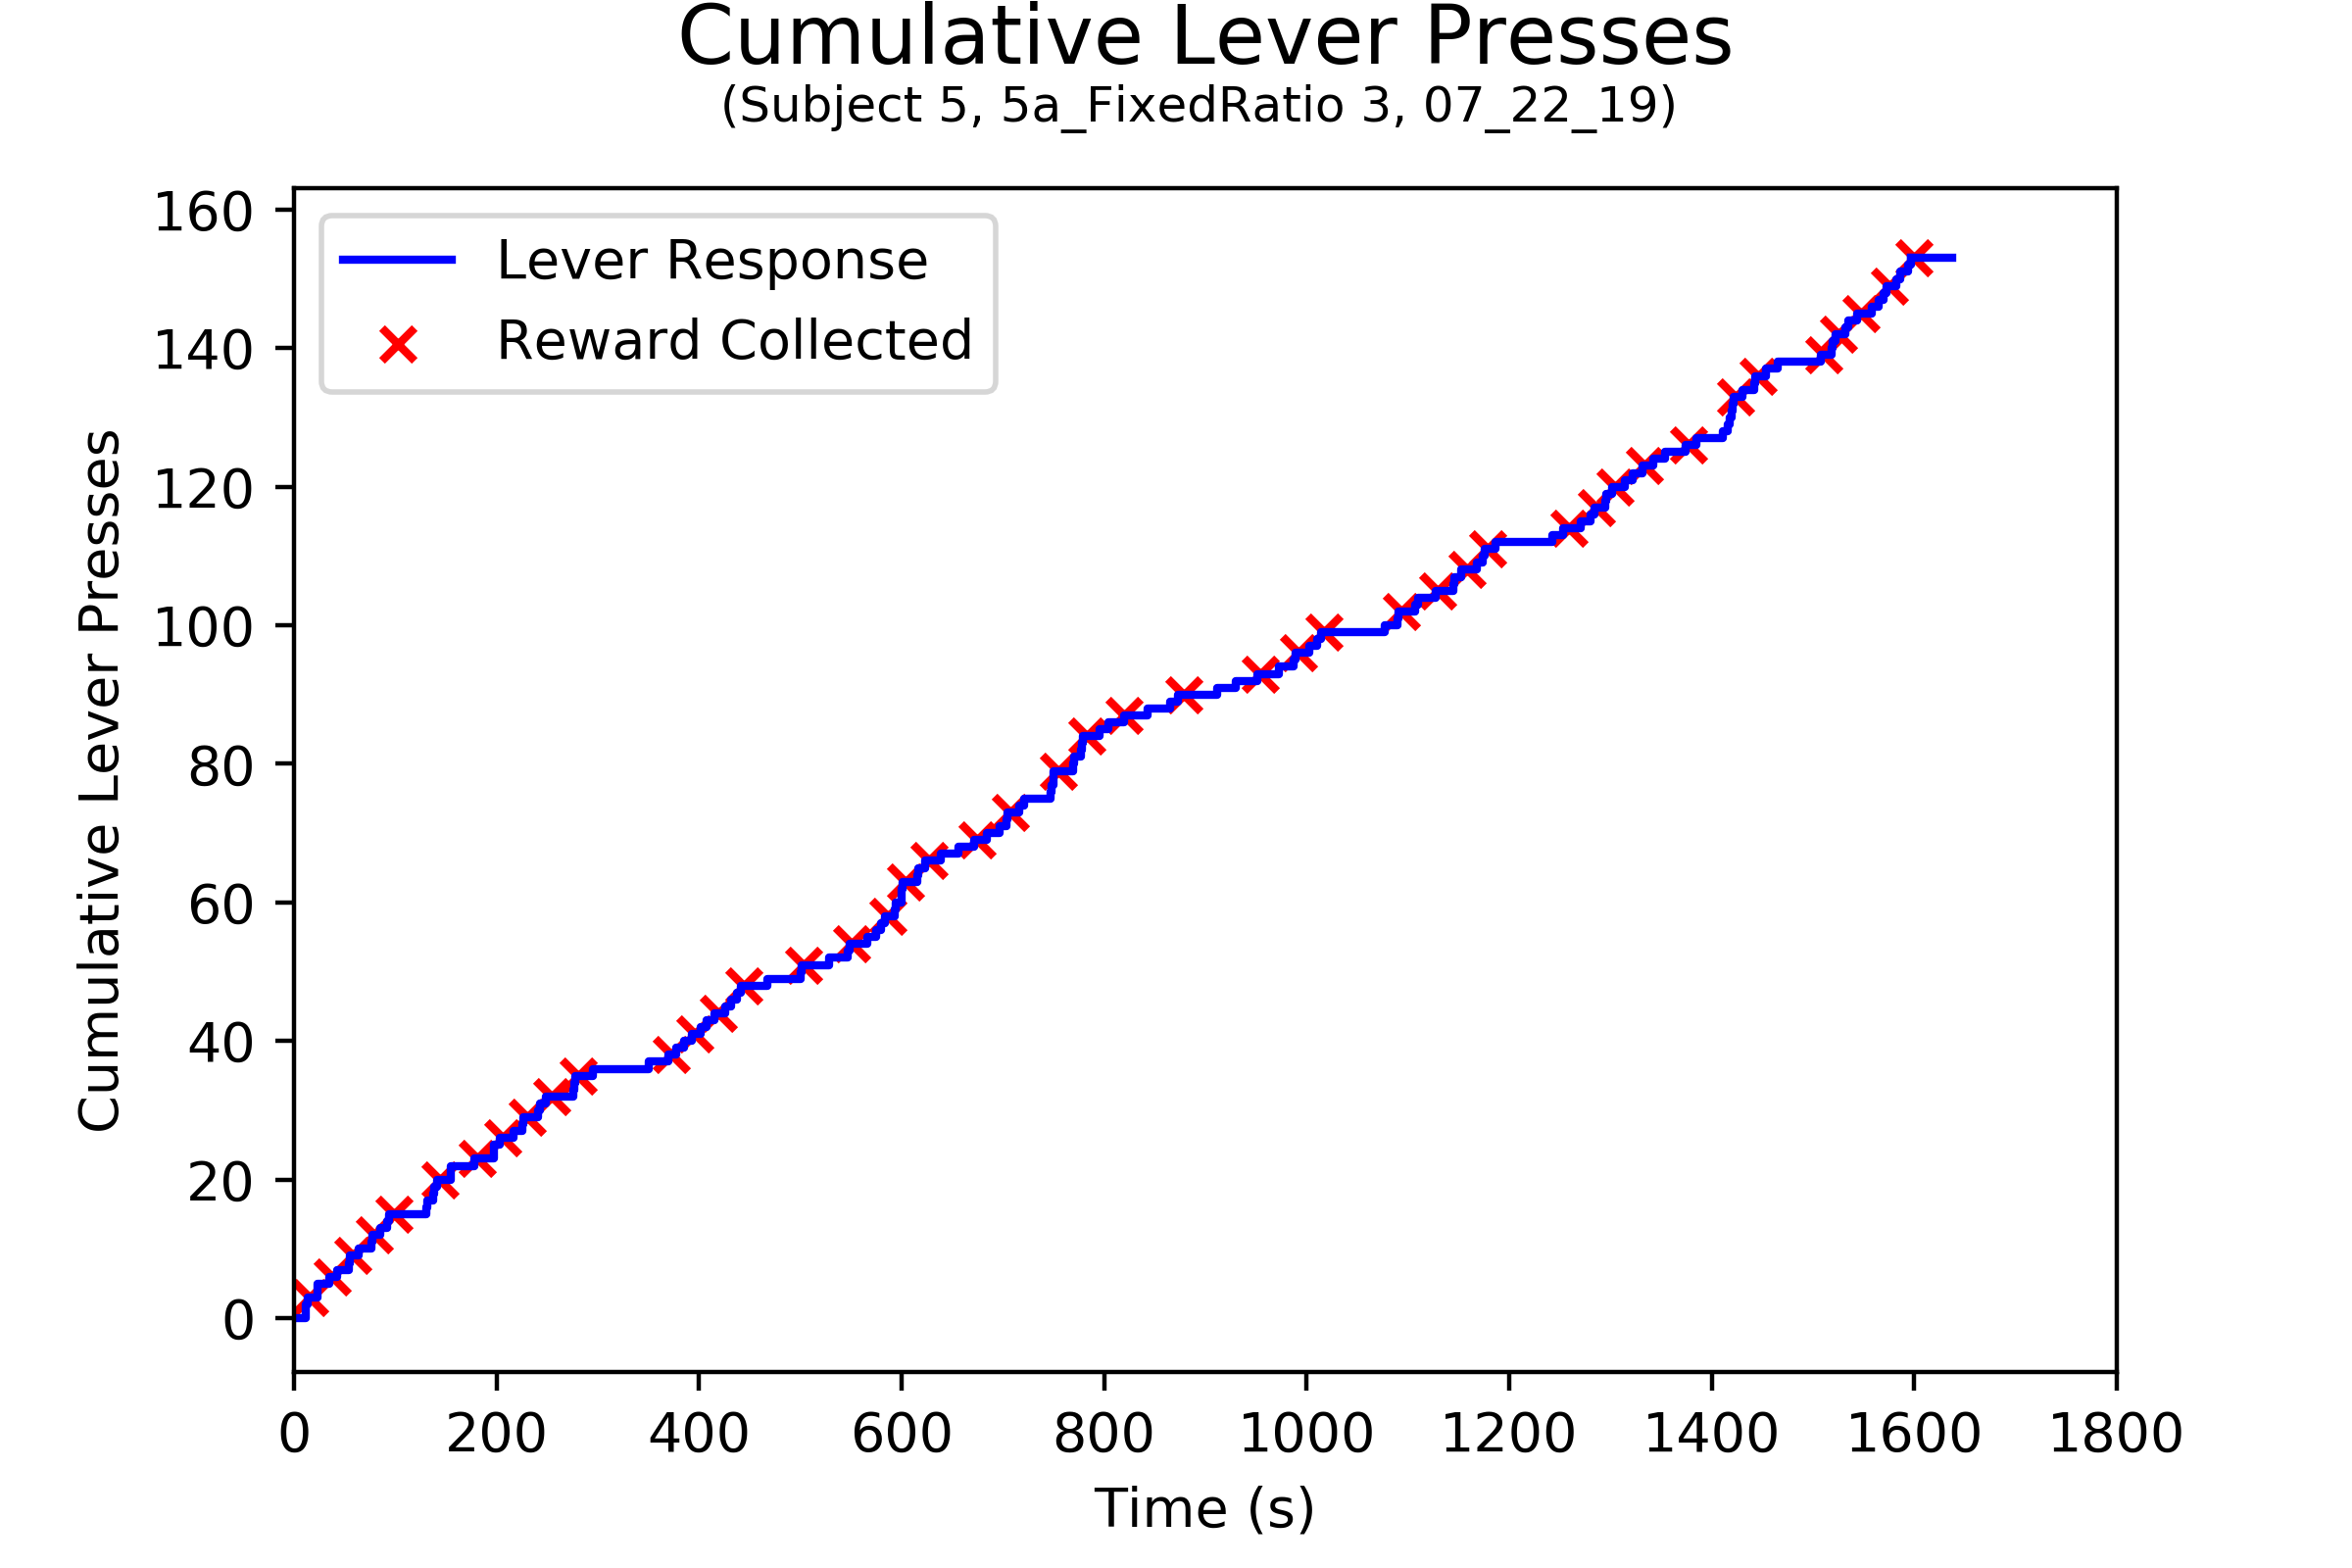 Cumulative Lever Presses
(Subject 5, 5a_FixedRatio 3, 07_22_19)
Lever Response
Reward Collected
Cumulative Lever Presses
160
140
120
100
80
60
40
20
0
0 200 400 600 800 1000 1200 1400 1600 1800
Time (s)